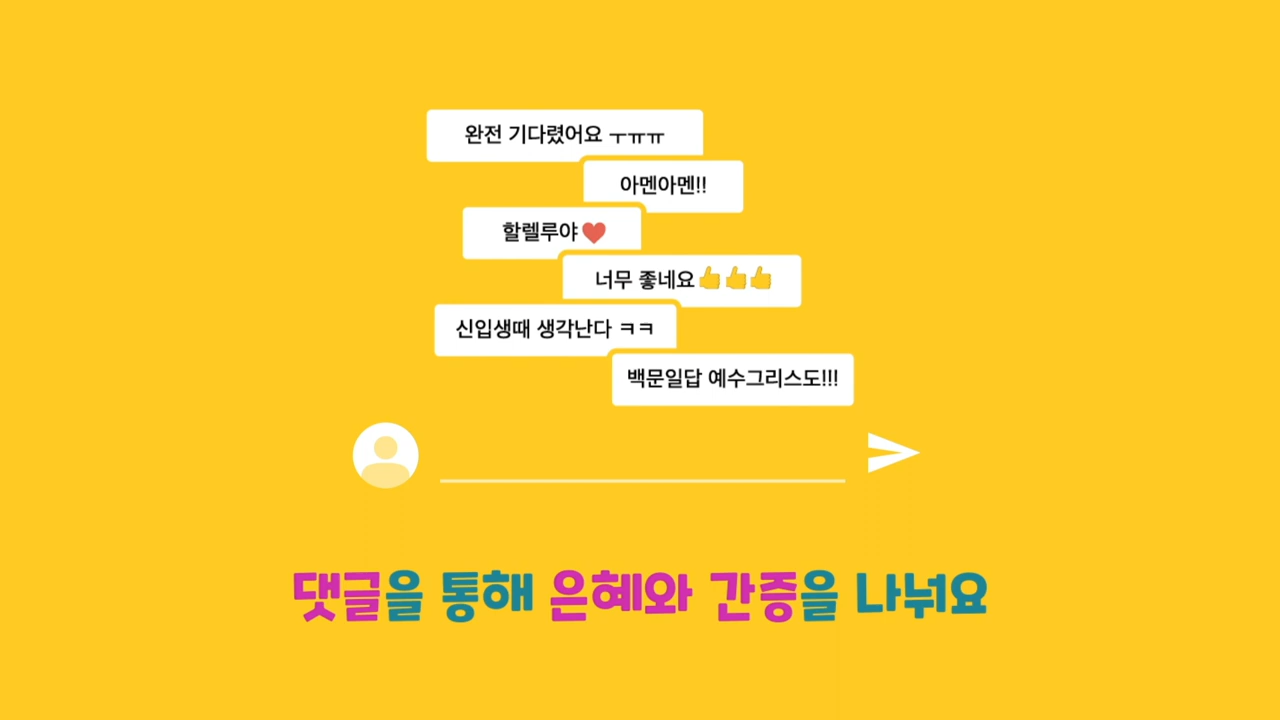 완전 기다렸어요 ㅜㅠㅠ
아멘아멘!!
할렐루야❤️
너무 좋네요👍👍👍
신입생때 생각난다 ㅋㅋ
백문일답 예수그리스도!!!
댓글을 통해 은혜와 간증을 나눠요